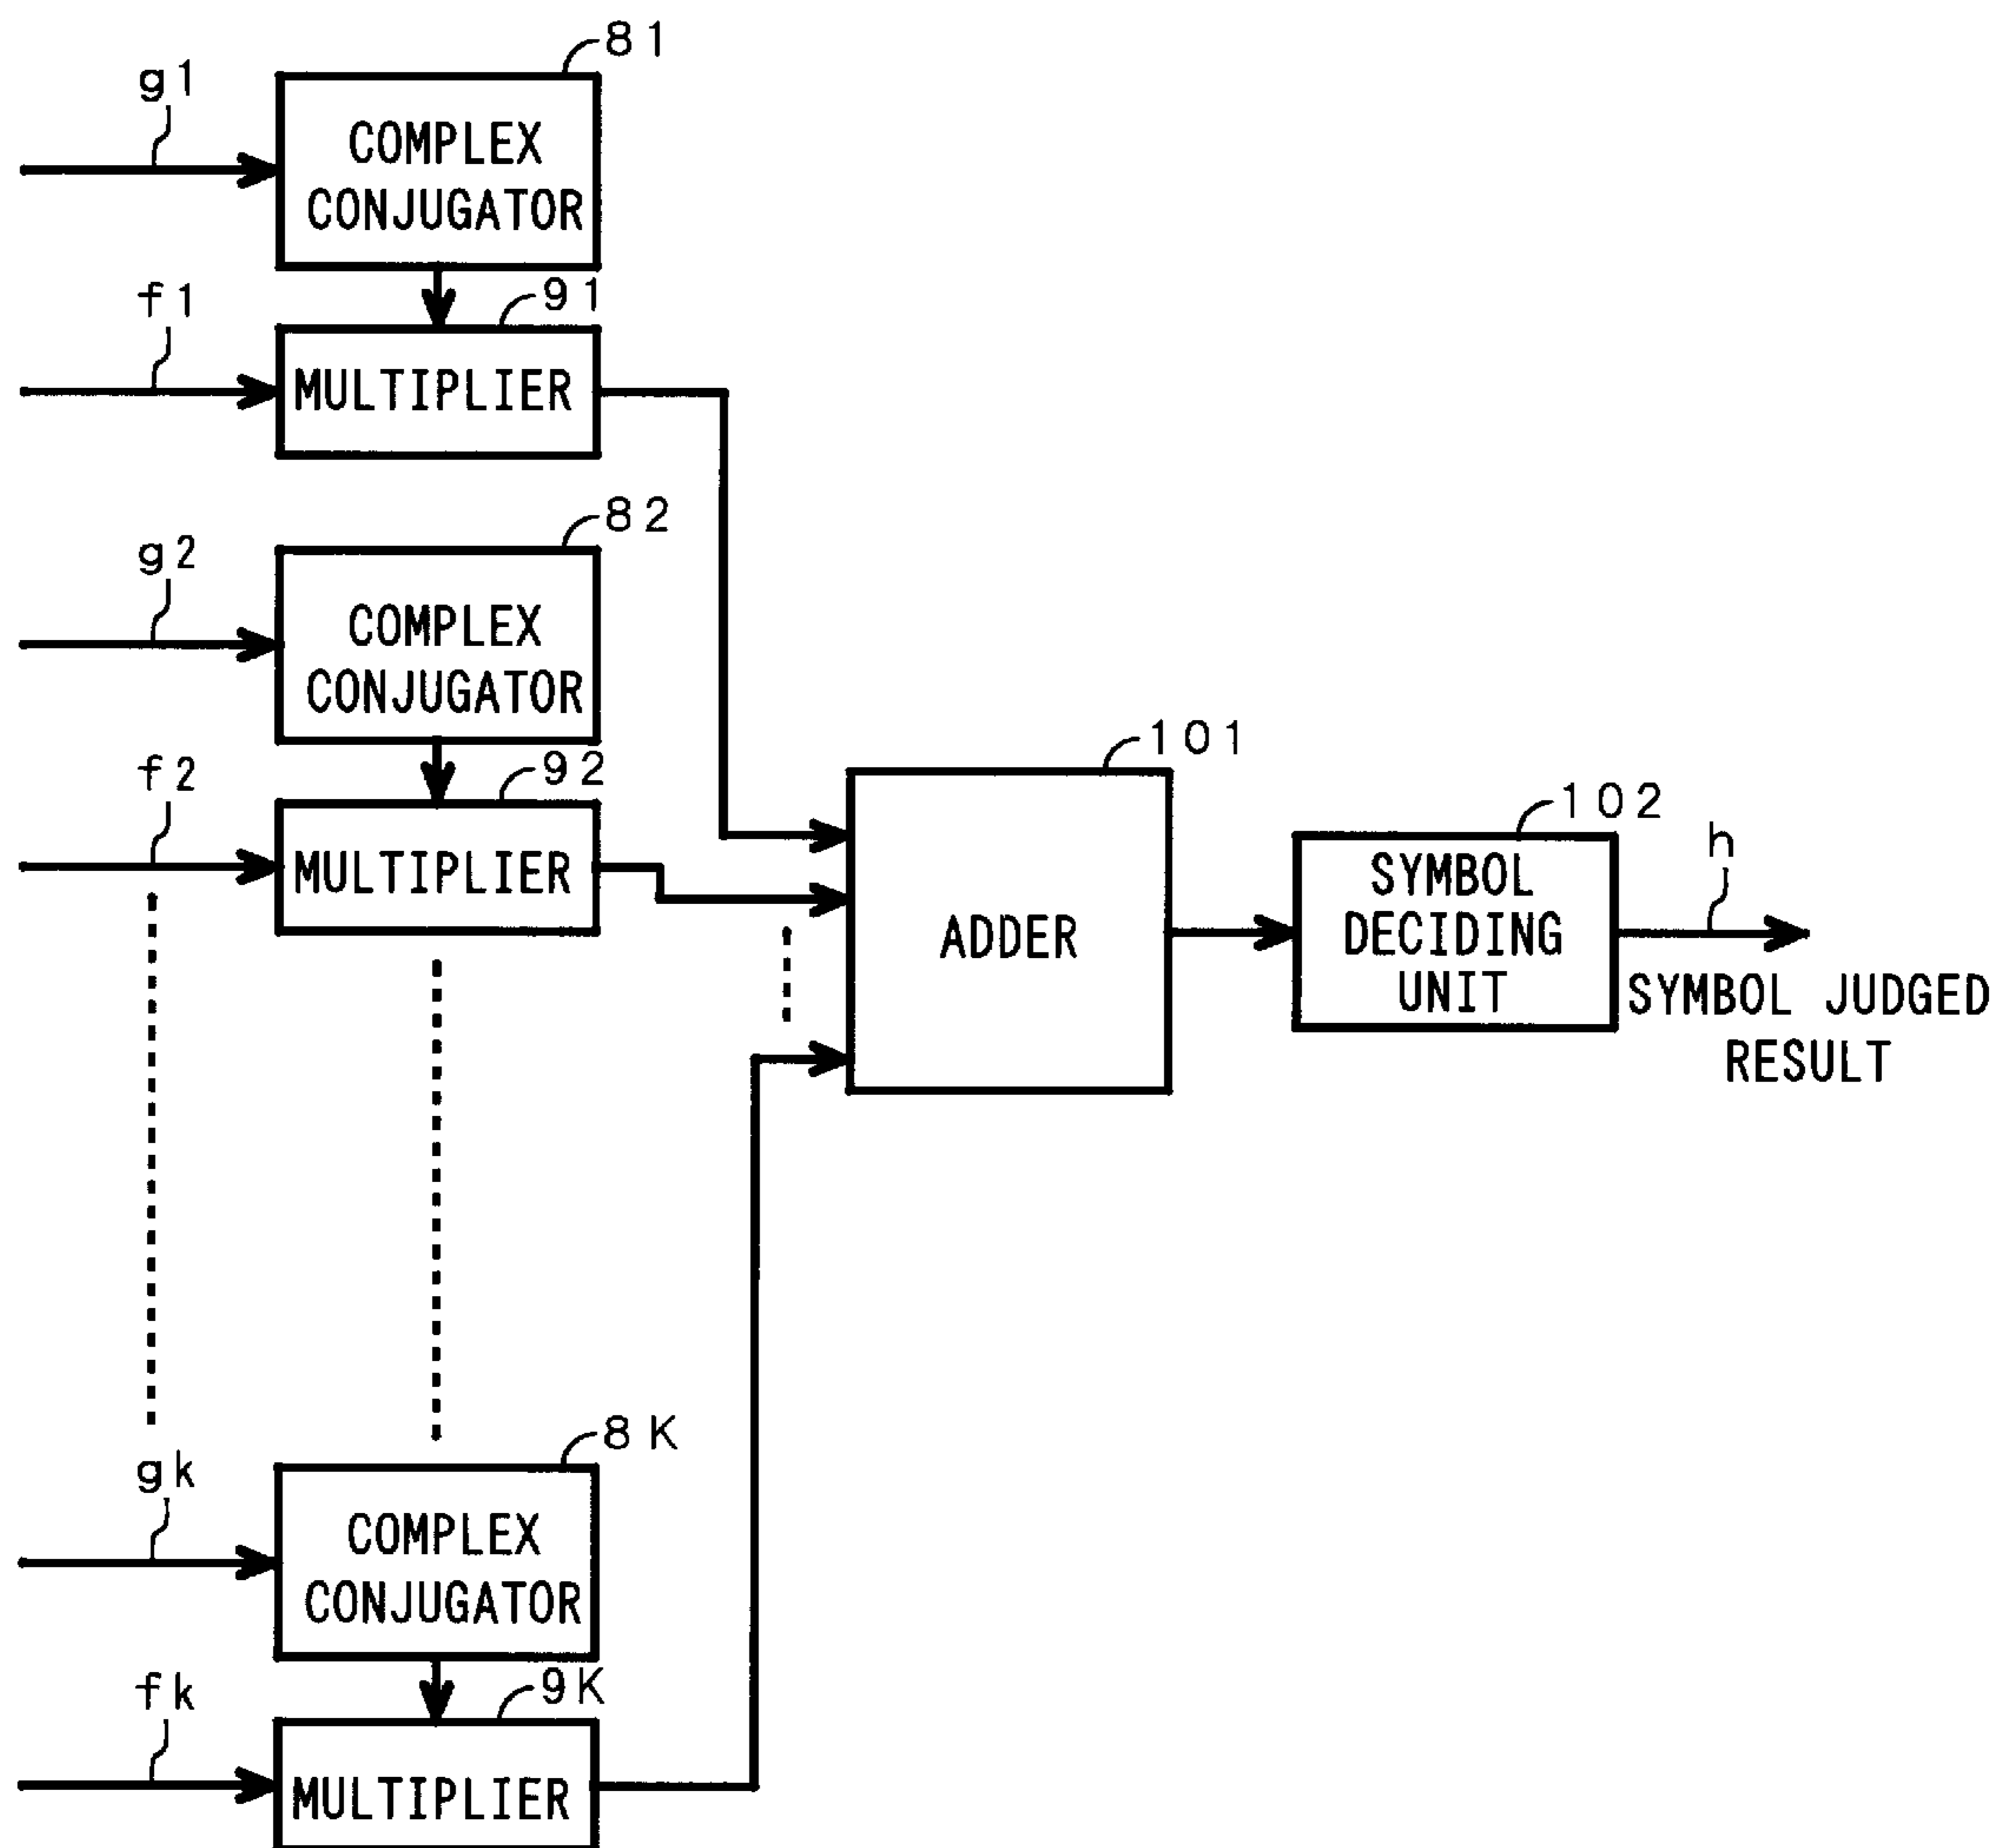 81
g1
COMPLEX
CONJUGATOR
f1
91
MULTIPLIER
82
g2
COMPLEX
CONJUGATOR
f2
92
MULTIPLIER
101
ADDER
102
SYMBOL
DECIDING
UNIT
h
SYMBOL JUDGED
RESULT
8K
gk
COMPLEX
CONJUGATOR
fk
9K
MULTIPLIER